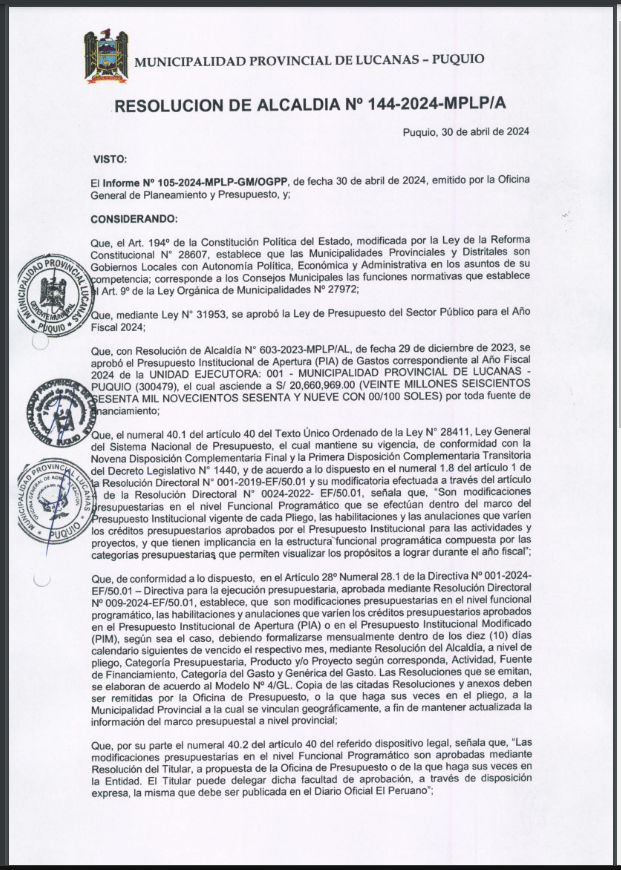 MUNICIPALIDAD PROVINCIAL DE LUCANAS – PUQUIO
RESOLUCION DE ALCALDIA Nº 144-2024-MPLP/A
Puquio, 30 de abril de 2024
VISTO:
El Informe Nº 105-2024-MPLP-GM/OGPP, de fecha 30 de abril de 2024, emitido por la Oficina
General de Planeamiento y Presupuesto, y;
CONSIDERANDO:
Que, el Art. 194º de la Constitución Política del Estado, modificada por la Ley de la Reforma
Constitucional N° 28607, establece que las Municipalidades Provinciales y Distritales son
Gobiernos Locales con Autonomía Política, Económica y Administrativa en los asuntos de su
competencia; corresponde a los Consejos Municipales las funciones normativas que establece
el Art. 9º de la Ley Orgánica de Municipalidades Nº 27972;
Que, mediante Ley N° 31953, se aprobó la Ley de Presupuesto del Sector Público para el Año
Fiscal 2024;
Que, con Resolución de Alcaldía N° 603-2023-MPLP/AL, de fecha 29 de diciembre de 2023, se
aprobó el Presupuesto Institucional de Apertura (PIA) de Gastos correspondiente al Año Fiscal
2024 de la UNIDAD EJECUTORA: 001 - MUNICIPALIDAD PROVINCIAL DE LUCANAS -
PUQUIO (300479), el cual asciende a S/ 20,660,969.00 (VEINTE MILLONES SEISCIENTOS
SESENTA MIL NOVECIENTOS SESENTA Y NUEVE CON 00/100 SOLES) por toda fuente de
financiamiento;
Que, el numeral 40.1 del artículo 40 del Texto Único Ordenado de la Ley N° 28411, Ley General
del Sistema Nacional de Presupuesto, el cual mantiene su vigencia, de conformidad con la
Novena Disposición Complementaria Final y la Primera Disposición Complementaria Transitoria
del Decreto Legislativo N° 1440, y de acuerdo a lo dispuesto en el numeral 1.8 del artículo 1 de
la Resolución Directoral N° 001-2019-EF/50.01 y su modificatoria efectuada a través del artículo
de la Resolución Directoral N° 0024-2022- EF/50.01, señala que, "Son modificaciones
presupuestarias en el nivel Funcional Programático que se efectúan dentro del marco del
Presupuesto Institucional vigente de cada Pliego, las habilitaciones y las anulaciones que varíen
los créditos presupuestarios aprobados por el Presupuesto Institucional para las actividades y
proyectos, y que tienen implicancia en la estructura funcional programática compuesta por las
categorías presupuestarias que permiten visualizar los propósitos a lograr durante el año fiscal";
Que, de conformidad a lo dispuesto, en el Artículo 28º Numeral 28.1 de la Directiva Nº 001-2024-
EF/50.01 – Directiva para la ejecución presupuestaria, aprobada mediante Resolución Directoral
Nº 009-2024-EF/50.01, establece, que son modificaciones presupuestarias en el nivel funcional
programático, las habilitaciones y anulaciones que varíen los créditos presupuestarios aprobados
en el Presupuesto Institucional de Apertura (PIA) o en el Presupuesto Institucional Modificado
(PIM), según sea el caso, debiendo formalizarse mensualmente dentro de los diez (10) días
calendario siguientes de vencido el respectivo mes, mediante Resolución del Alcaldía, a nivel de
pliego, Categoría Presupuestaria, Producto y/o Proyecto según corresponda, Actividad, Fuente
de Financiamiento, Categoría del Gasto y Genérica del Gasto. Las Resoluciones que se emitan,
se elaboran de acuerdo al Modelo Nº 4/GL. Copia de las citadas Resoluciones y anexos deben
ser remitidas por la Oficina de Presupuesto, o la que haga sus veces en el pliego, a la
Municipalidad Provincial a la cual se vinculan geográficamente, a fin de mantener actualizada la
información del marco presupuestal a nivel provincial;
Que, por su parte el numeral 40.2 del artículo 40 del referido dispositivo legal, señala que, "Las
modificaciones presupuestarias en el nivel Funcional Programático son aprobadas mediante
Resolución del Titular, a propuesta de la Oficina de Presupuesto o de la que haga sus veces en
la Entidad. El Titular puede delegar dicha facultad de aprobación, a través de disposición
expresa, la misma que debe ser publicada en el Diario Oficial El Peruano";
MUNICIPALIDAD PROVINCIAL LUCANAS
GERENTE MUNICIPAL
PUQUIO
PUQUIO
MUNICIPALIDAD PROVINCIAL LUCANAS
PUQUIO